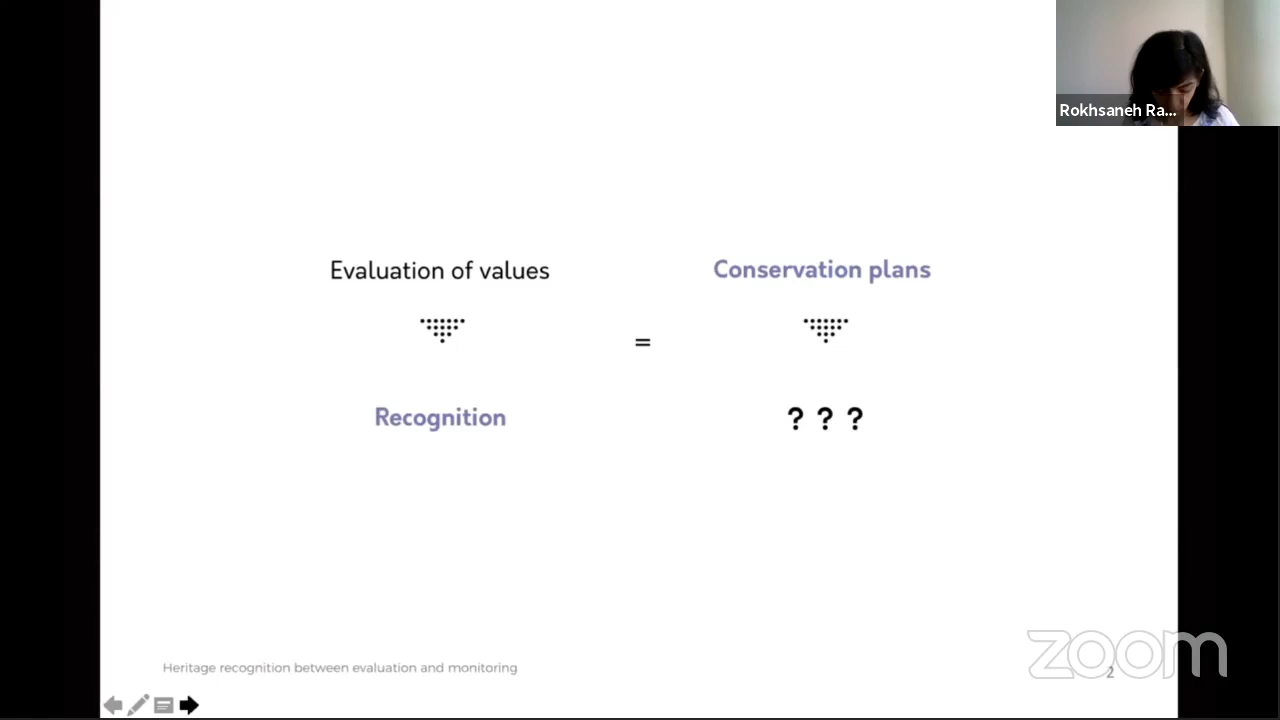 Rokhsaneh Ra...
Evaluation of values
Conservation plans
=
Recognition
? ? ?
Heritage recognition between evaluation and monitoring
2
zoom